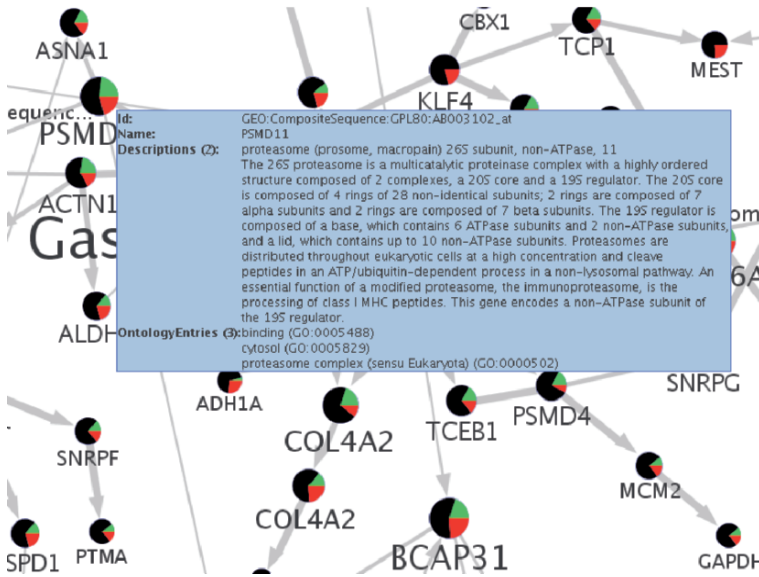 CBX1
ASNA1
TCP1
MEST
KLF4
equenc...
PSMD
Id: GEO:CompositeSequence:GPL80:AB003102_at
Name: PSMD11
Descriptions (2): proteasome (prosome, macropain) 26S subunit, non-ATPase, 11
The 26S proteasome is a multicatalytic proteinase complex with a highly ordered
structure composed of 2 complexes, a 20S core and a 19S regulator. The 20S core
is composed of 4 rings of 28 non-identical subunits; 2 rings are composed of 7
alpha subunits and 2 rings are composed of 7 beta subunits. The 19S regulator is
composed of a base, which contains 6 ATPase subunits and 2 non-ATPase subunits,
and a lid, which contains up to 10 non-ATPase subunits. Proteasomes are
distributed throughout eukaryotic cells at a high concentration and cleave
peptides in an ATP/ubiquitin-dependent process in a non-lysosomal pathway. An
essential function of a modified proteasome, the immunoproteasome, is the
processing of class I MHC peptides. This gene encodes a non-ATPase subunit of
the 19S regulator.
OntologyEntries (3): binding (GO:0005488)
cytosol (GO:0005829)
proteasome complex (sensu Eukaryota) (GO:0000502)
ACTN1
om
Gas
6A
ALDH
SNRPG
ADH1A
COL4A2
TCEB1
PSMD4
SNRPF
MCM2
COL4A2
SPD1
PTMA
BCAP31
GAPDH